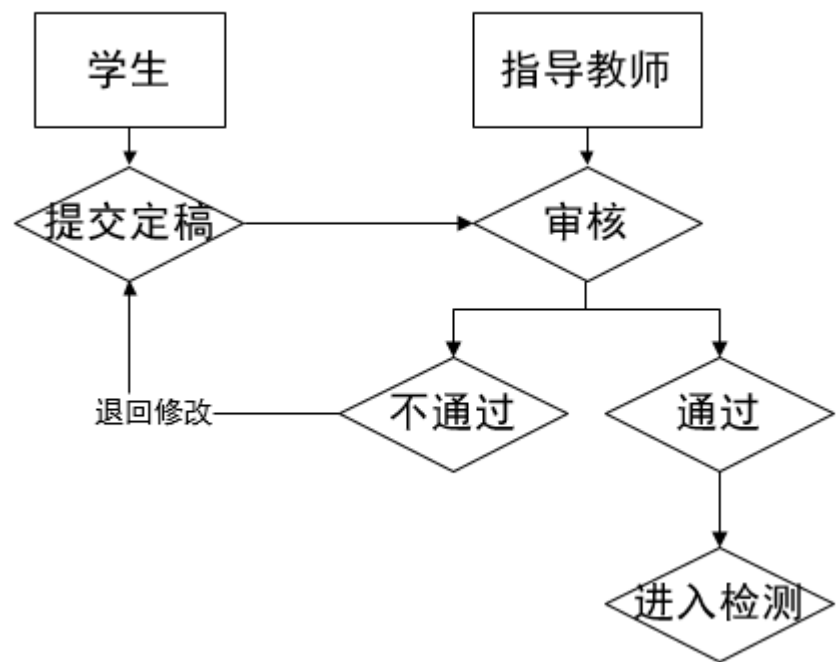 学生
指导教师
提交定稿
审核
退回修改
不通过
通过
进入检测